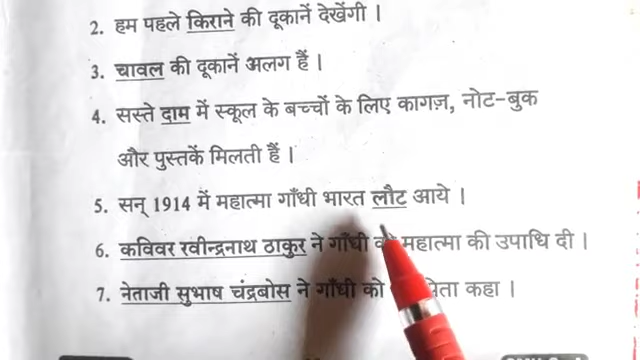 2. हम पहले किराने की दूकानें देखेंगी ।
3. चावल की दूकानें अलग हैं ।
4. सस्ते दाम में स्कूल के बच्चों के लिए कागज़, नोट-बुक
और पुस्तकें मिलती हैं ।
5. सन् 1914 में महात्मा गाँधी भारत लौट आये ।
6. कविवर रवीन्द्रनाथ ठाकुर ने गाँधी महात्मा की उपाधि दी ।
7. नेताजी सुभाष चंद्रबोस ने गाँधी को कहा ।